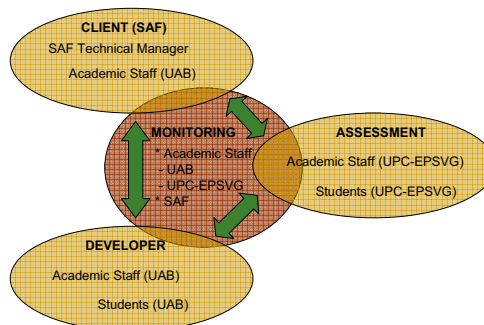 CLIENT (SAF)
SAF Technical Manager
Academic Staff (UAB)
MONITORING
* Academic Staff
- UAB
- UPC-EPSVG
* SAF
ASSESSMENT
Academic Staff (UPC-EPSVG)
Students (UPC-EPSVG)
DEVELOPER
Academic Staff (UAB)
Students (UAB)